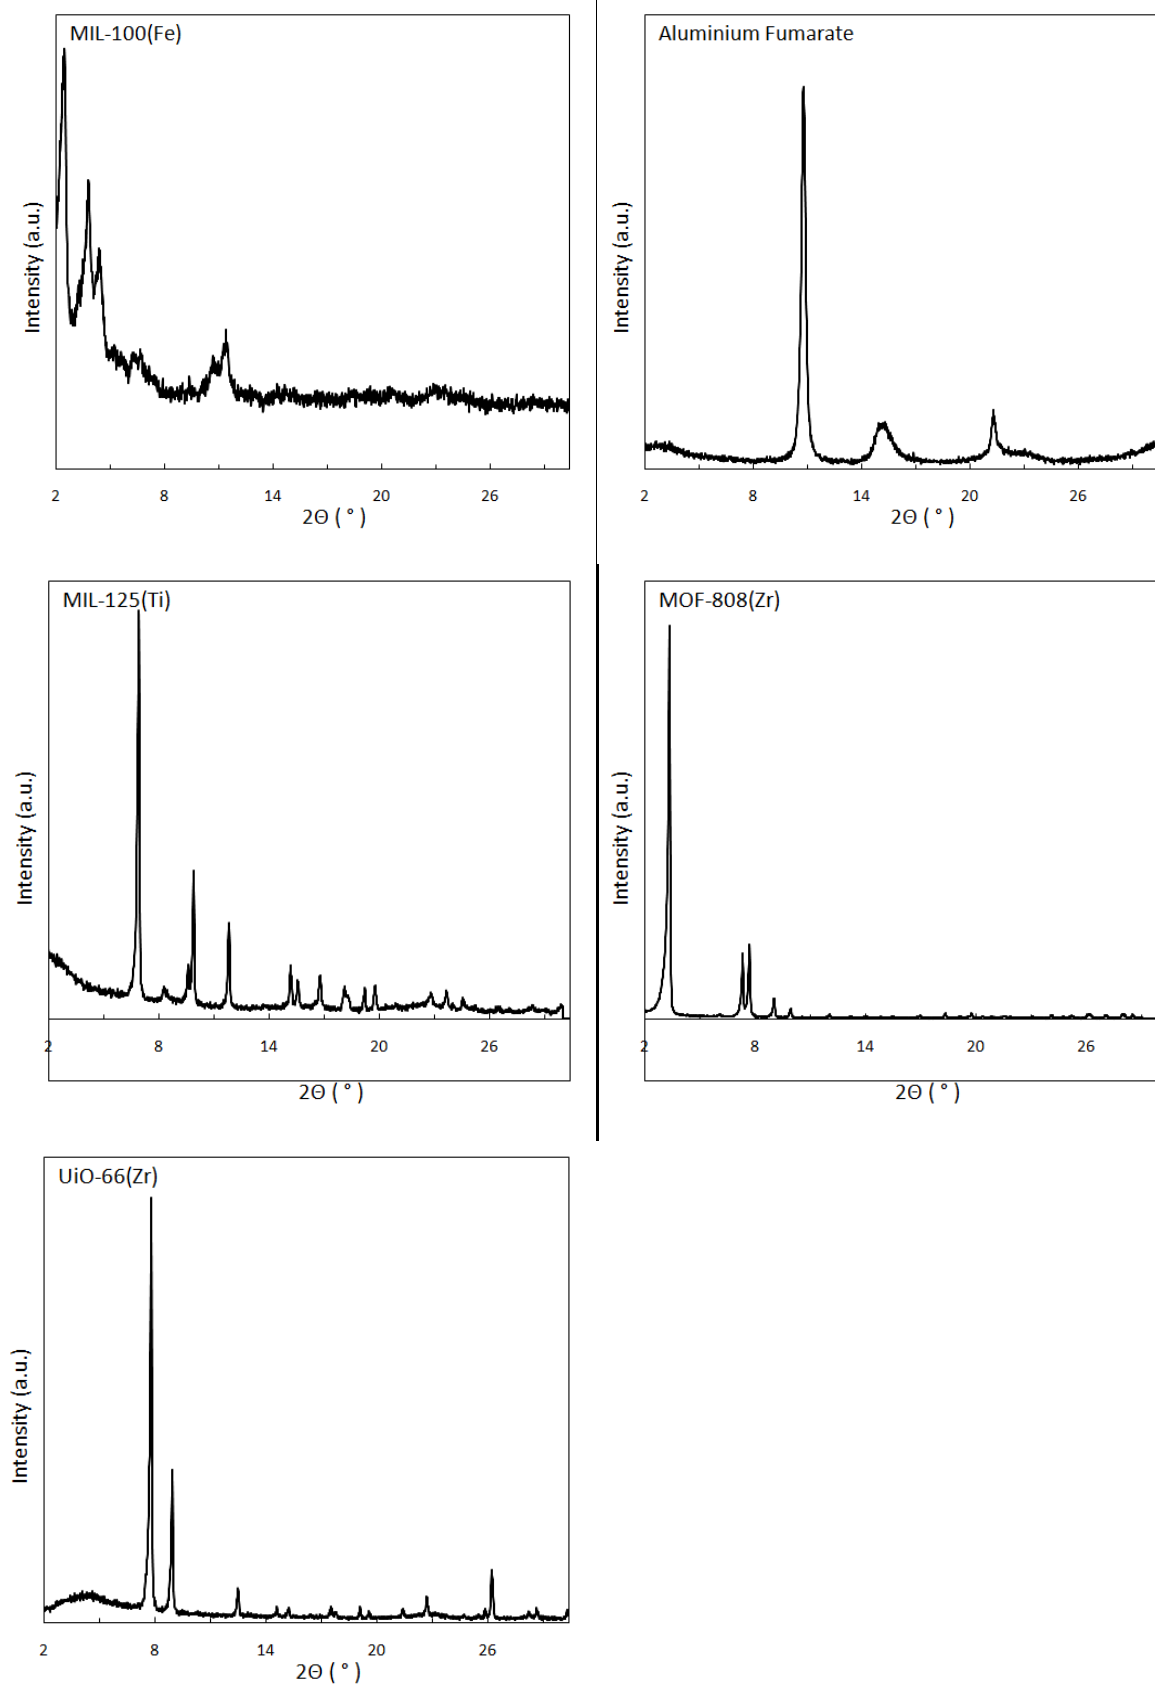 MIL-100(Fe)
Intensity (a.u.)
2 8 14 20 26
2Θ ( ° )
Aluminium Fumarate
Intensity (a.u.)
2 8 14 20 26
2Θ ( ° )
MIL-125(Ti)
Intensity (a.u.)
2 8 14 20 26
2Θ ( ° )
MOF-808(Zr)
Intensity (a.u.)
2 8 14 20 26
2Θ ( ° )
UiO-66(Zr)
Intensity (a.u.)
2 8 14 20 26
2Θ ( ° )